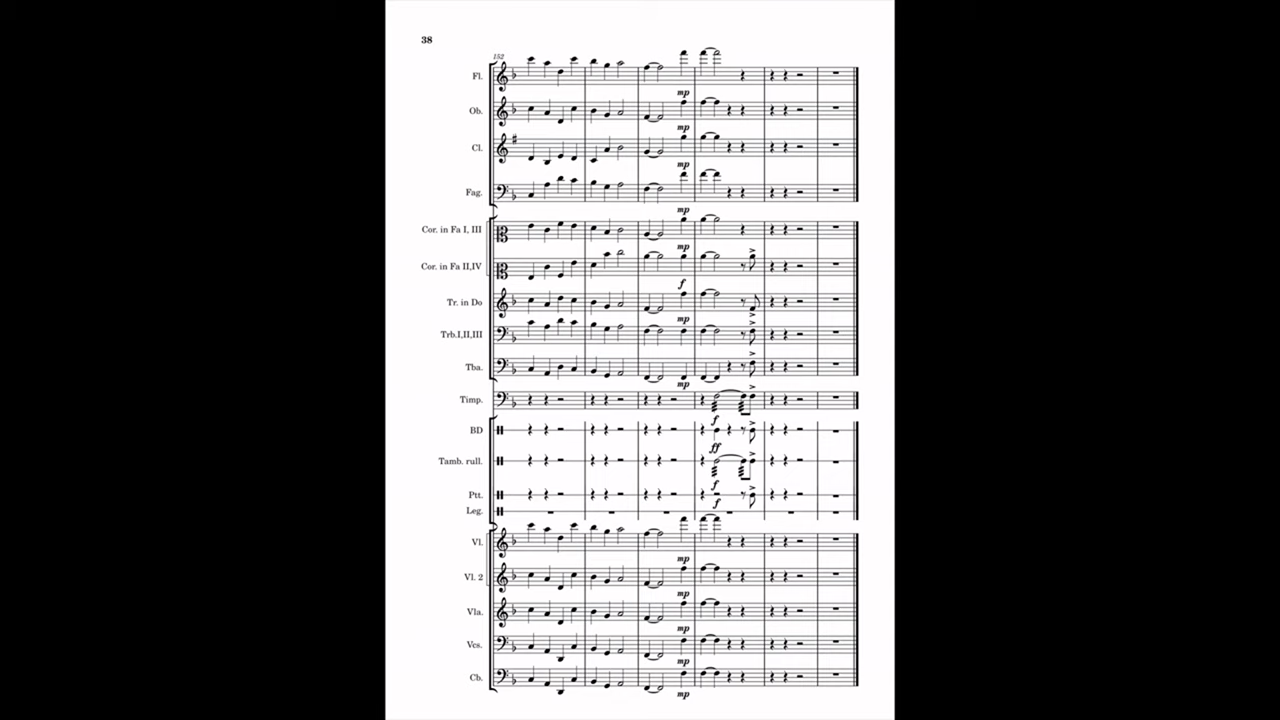 38
152
Fl.
mp
Ob.
mp
Cl.
mp
Fag.
mp
Cor. in Fa I, III
mp
Cor. in Fa II,IV
f
Tr. in Do
mp
Trb.I,II,III
Tba.
mp
Timp.
f
BD
ff
Tamb. rull.
f
Ptt.
f
Leg.
Vl.
mp
Vl. 2
mp
Vla.
mp
Vcs.
mp
Cb.
mp